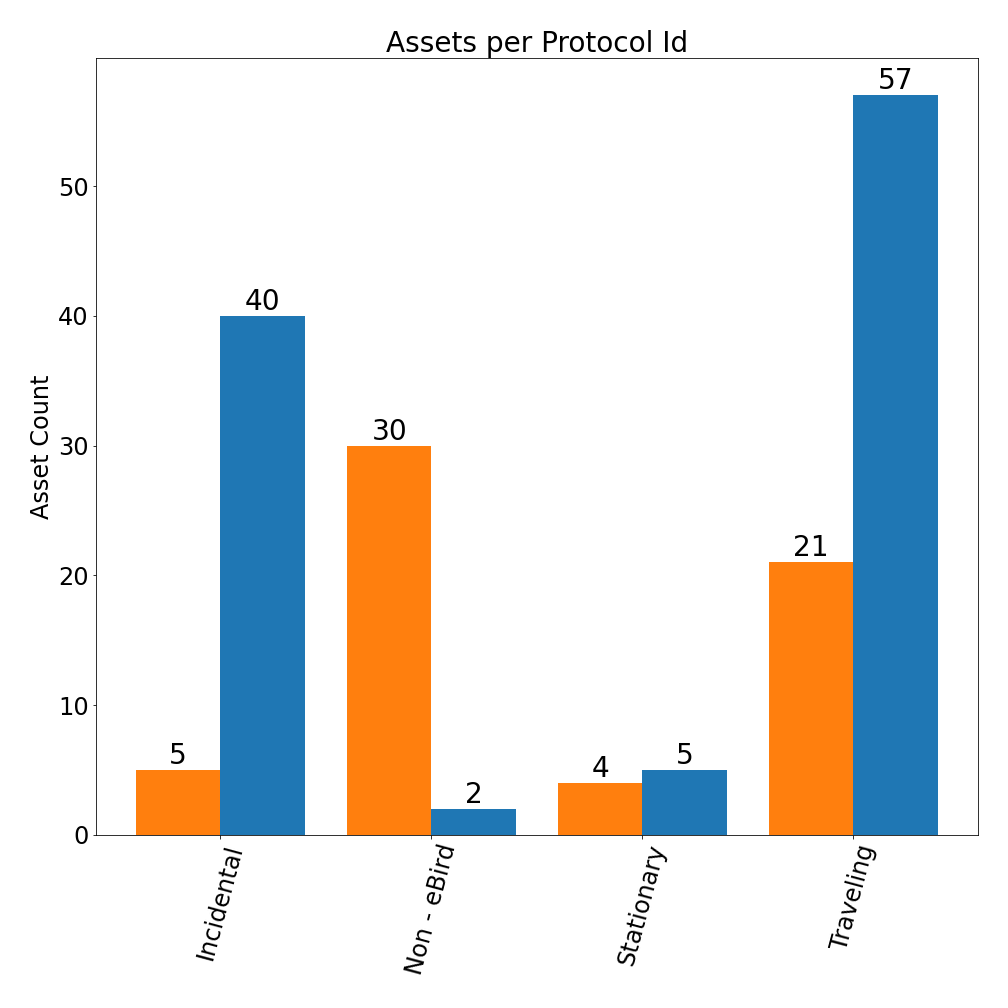 Assets per Protocol Id
57
50
40
40
30
30
21
20
10
5
4
5
2
0
Asset Count
Incidental
Non - eBird
Stationary
Traveling